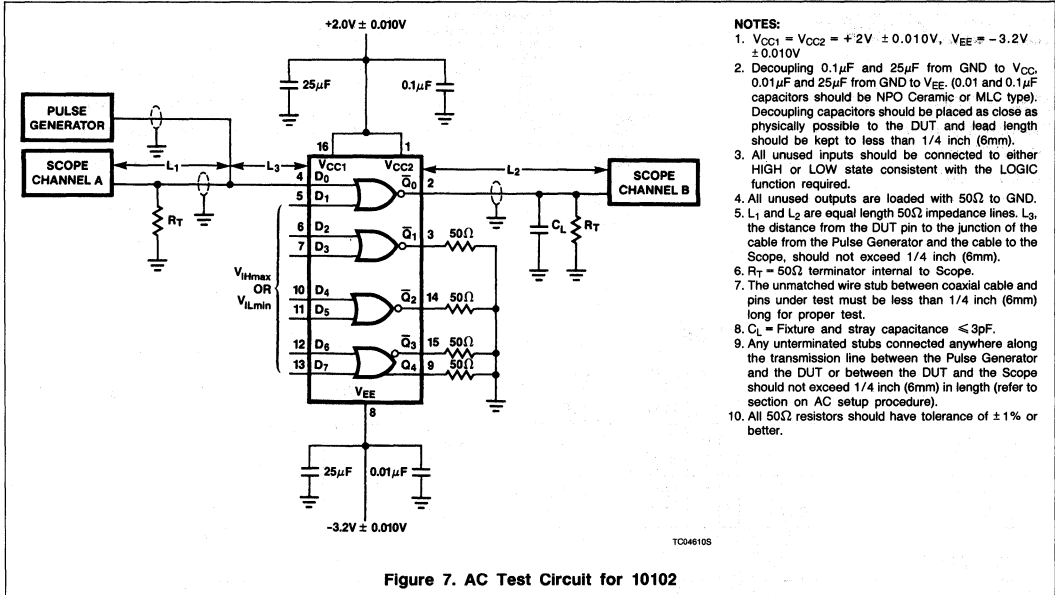 +2.0V ± 0.010V
25μF
0.1μF
PULSE
GENERATOR
SCOPE
CHANNEL A
L1
L3
RT
16
1
VCC1
VCC2
L2
SCOPE
CHANNEL B
4 D0
5 D1
Q̅0 2
CL
RT
6 D2
7 D3
Q̅1 3 50Ω
VIHmax
OR
VILmin
10 D4
11 D5
Q̅2 14 50Ω
12 D6
13 D7
Q̅3 15 50Ω
Q4 9 50Ω
VEE
8
25μF
0.01μF
–3.2V ± 0.010V
TC04610S
NOTES:
1. VCC1 = VCC2 = +2V ±0.010V, VEE = –3.2V
±0.010V
2. Decoupling 0.1μF and 25μF from GND to VCC,
0.01μF and 25μF from GND to VEE. (0.01 and 0.1μF
capacitors should be NPO Ceramic or MLC type).
Decoupling capacitors should be placed as close as
physically possible to the DUT and lead length
should be kept to less than 1/4 inch (6mm).
3. All unused inputs should be connected to either
HIGH or LOW state consistent with the LOGIC
function required.
4. All unused outputs are loaded with 50Ω to GND.
5. L1 and L2 are equal length 50Ω impedance lines. L3,
the distance from the DUT pin to the junction of the
cable from the Pulse Generator and the cable to the
Scope, should not exceed 1/4 inch (6mm).
6. RT = 50Ω terminator internal to Scope.
7. The unmatched wire stub between coaxial cable and
pins under test must be less than 1/4 inch (6mm)
long for proper test.
8. CL = Fixture and stray capacitance ⩽ 3pF.
9. Any unterminated stubs connected anywhere along
the transmission line between the Pulse Generator
and the DUT or between the DUT and the Scope
should not exceed 1/4 inch (6mm) in length (refer to
section on AC setup procedure).
10. All 50Ω resistors should have tolerance of ±1% or
better.
Figure 7. AC Test Circuit for 10102